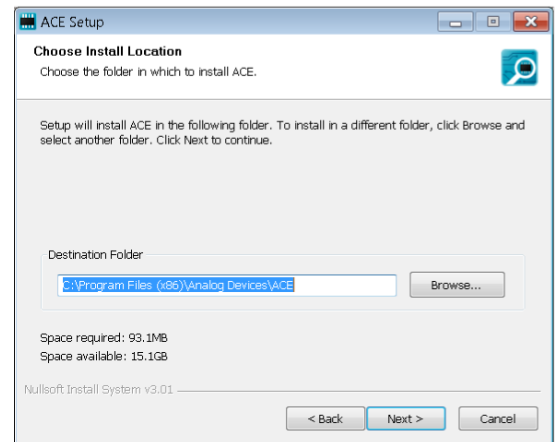 ACE Setup
Choose Install Location
Choose the folder in which to install ACE.
Setup will install ACE in the following folder. To install in a different folder, click Browse and
select another folder. Click Next to continue.
Destination Folder
C:\Program Files (x86)\Analog Devices\ACE
Browse...
Space required: 93.1MB
Space available: 15.1GB
Nullsoft Install System v3.01
< Back
Next >
Cancel